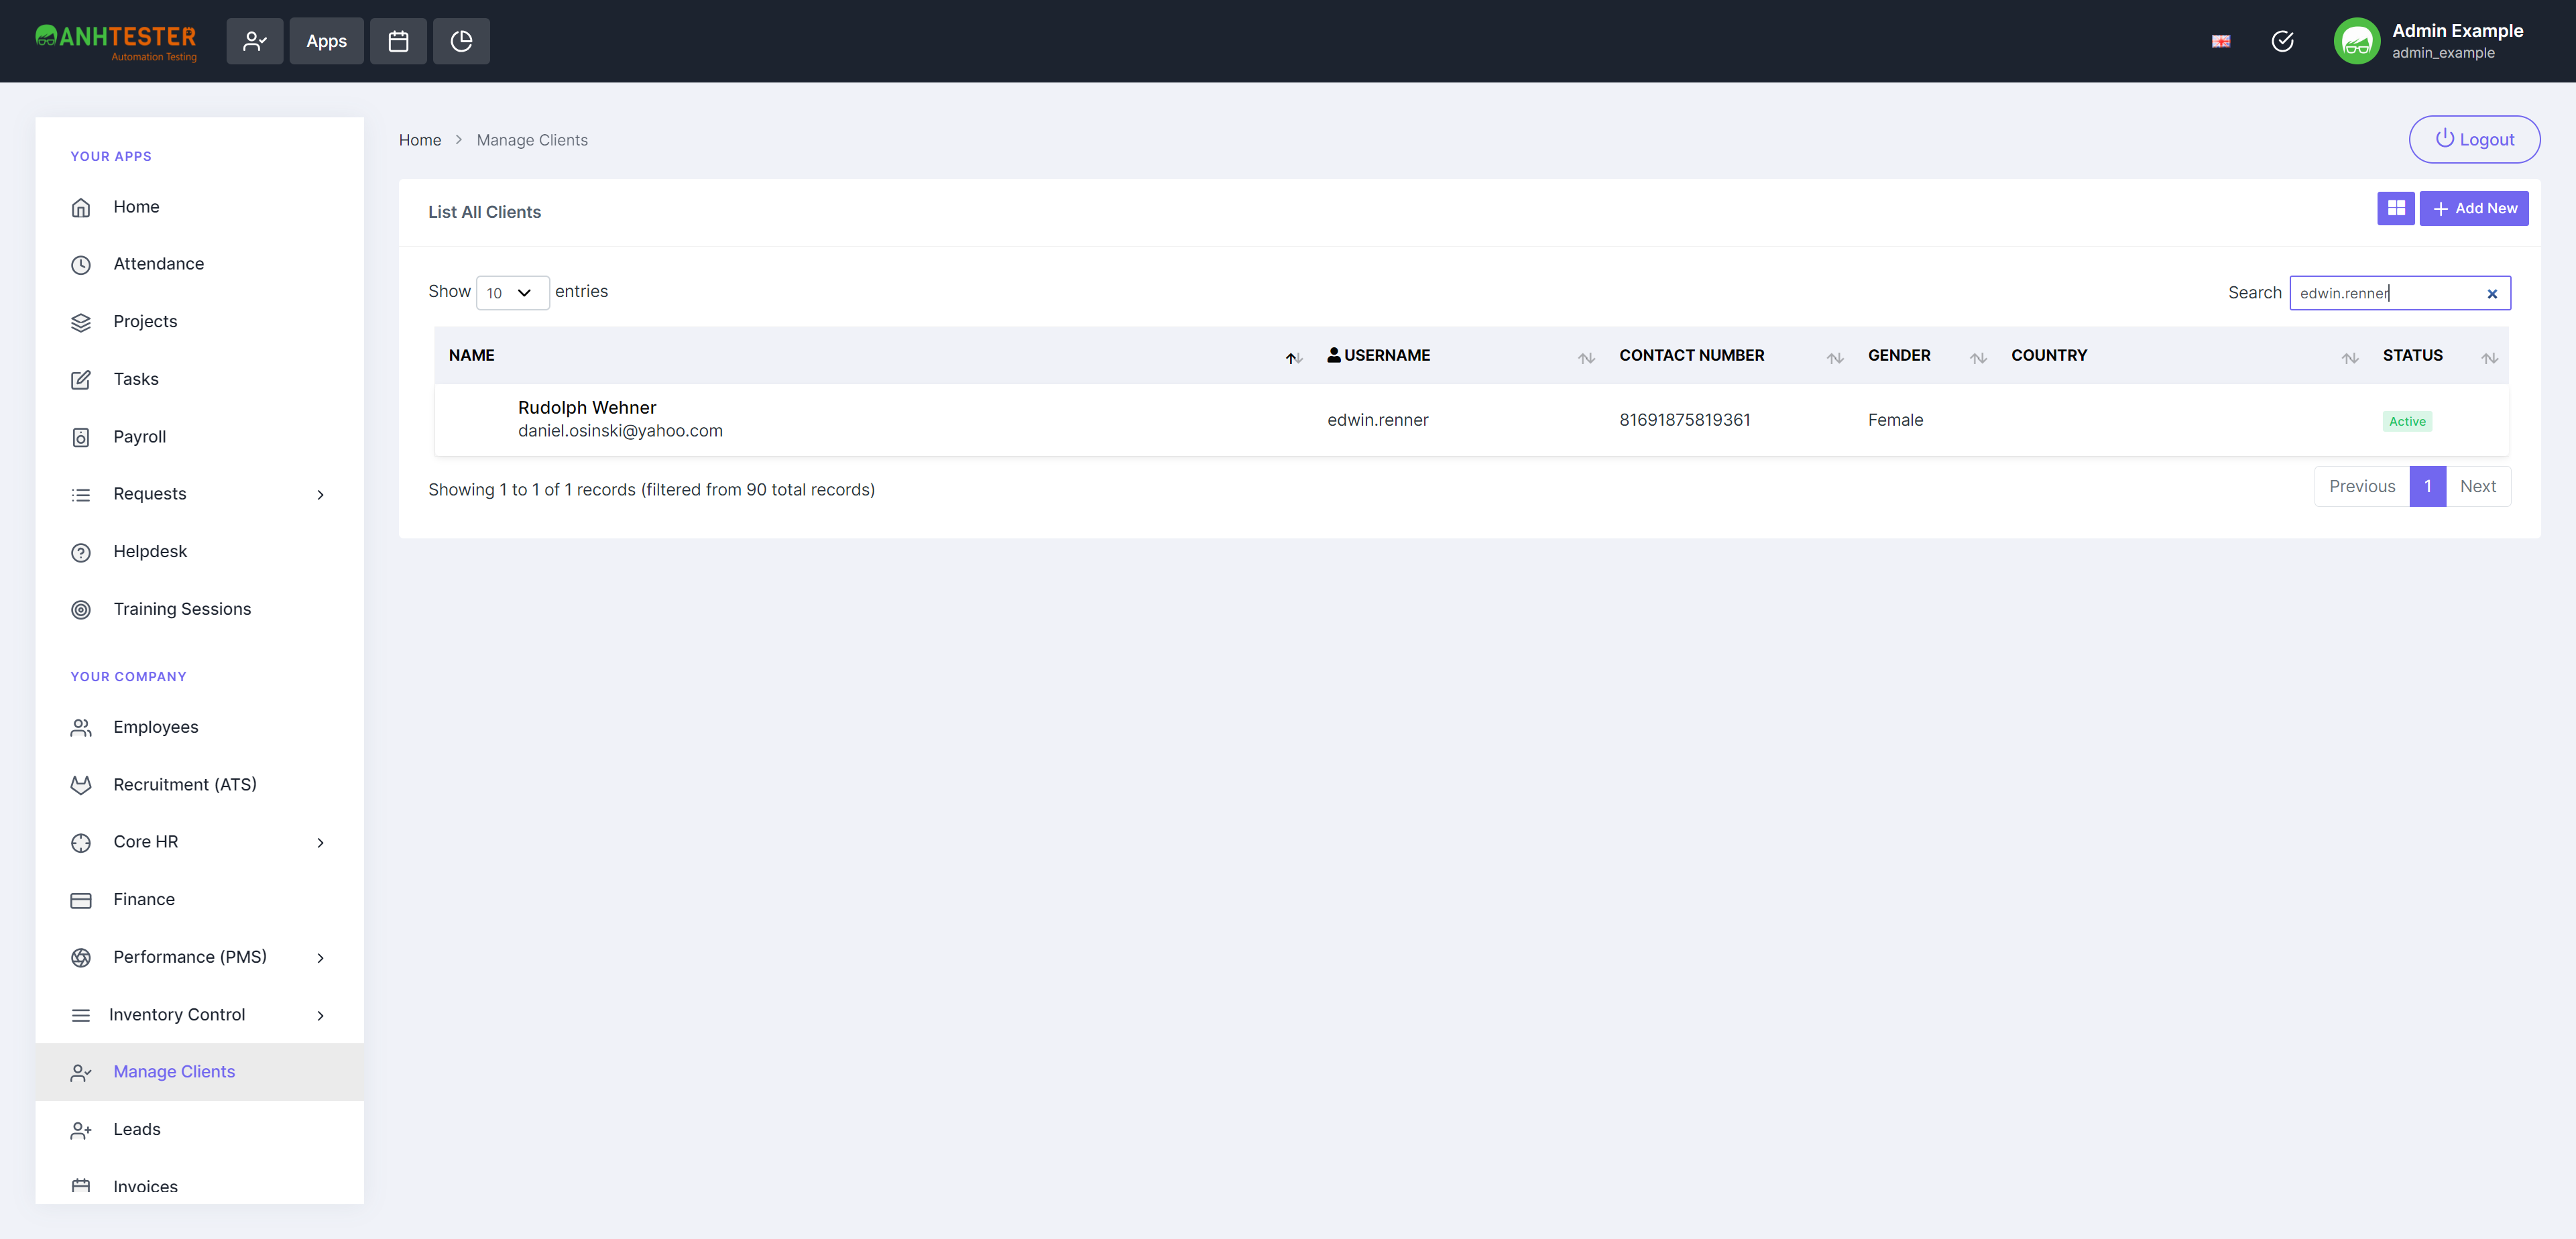 ANHTESTER
Automation Testing
Apps
Admin Example
admin_example
YOUR APPS
Home
Attendance
Projects
Tasks
Payroll
Requests
Helpdesk
Training Sessions
YOUR COMPANY
Employees
Recruitment (ATS)
Core HR
Finance
Performance (PMS)
Inventory Control
Manage Clients
Leads
Invoices
Home > Manage Clients
Logout
List All Clients
Add New
Show 10 entries
Search edwin.renner
NAME USERNAME CONTACT NUMBER GENDER COUNTRY STATUS
Rudolph Wehner
daniel.osinski@yahoo.com
edwin.renner 81691875819361 Female Active
Showing 1 to 1 of 1 records (filtered from 90 total records)
Previous 1 Next